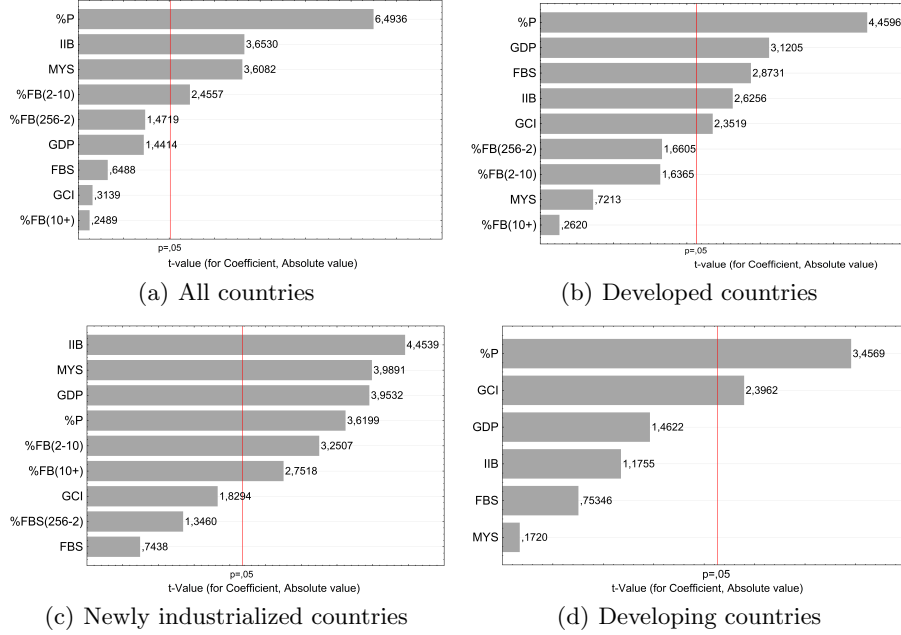 %P 6,4936
IIB 3,6530
MYS 3,6082
%FB(2-10) 2,4557
%FB(256-2) 1,4719
GDP 1,4414
FBS ,6488
GCI ,3139
%FB(10+) ,2489
p=,05
t-value (for Coefficient, Absolute value)
(a) All countries
%P 4,4596
GDP 3,1205
FBS 2,8731
IIB 2,6256
GCI 2,3519
%FB(256-2) 1,6605
%FB(2-10) 1,6365
MYS ,7213
%FB(10+) ,2620
p=,05
t-value (for Coefficient, Absolute value)
(b) Developed countries
IIB 4,4539
MYS 3,9891
GDP 3,9532
%P 3,6199
%FB(2-10) 3,2507
%FB(10+) 2,7518
GCI 1,8294
%FBS(256-2) 1,3460
FBS ,7438
p=,05
t-Value (for Coefficient, Absolute value)
(c) Newly industrialized countries
%P 3,4569
GCI 2,3962
GDP 1,4622
IIB 1,1755
FBS ,75346
MYS ,1720
p=,05
t-Value (for Coefficient, Absolute value)
(d) Developing countries